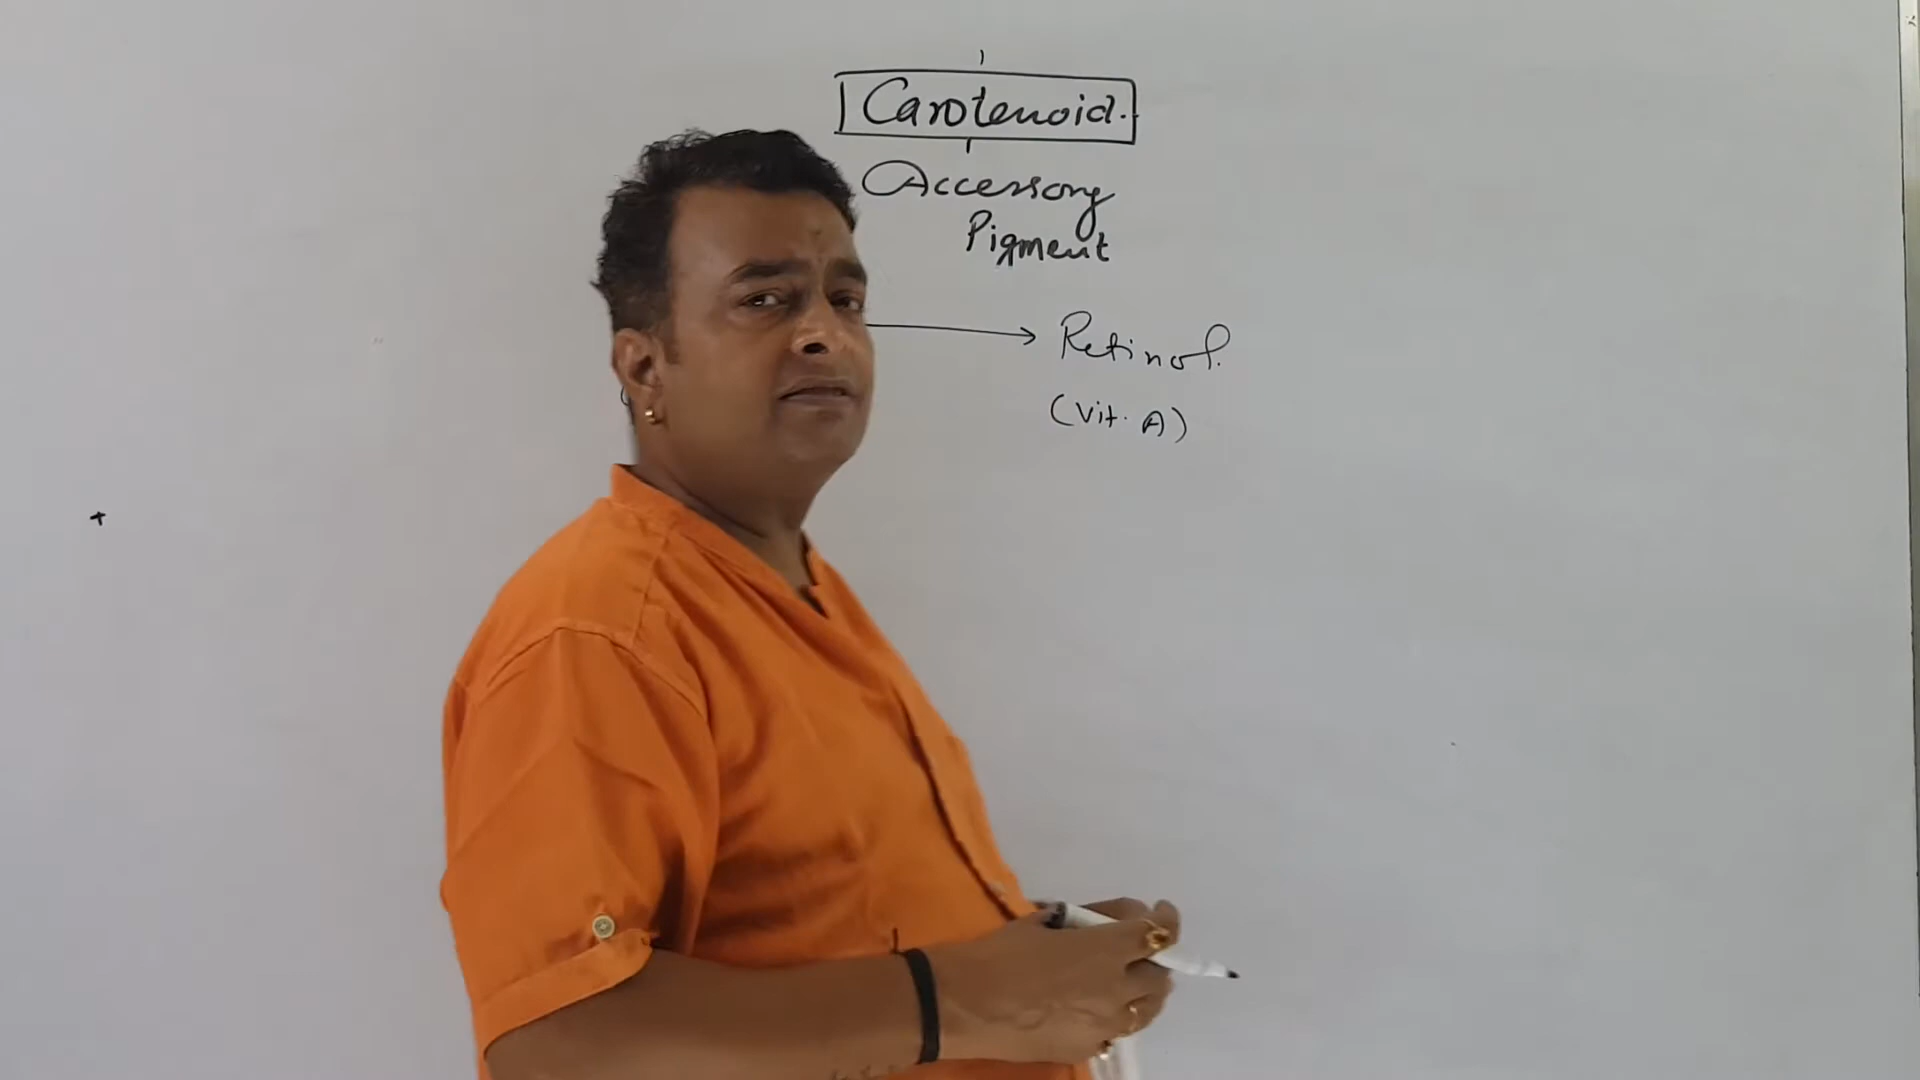 Carotenoid.
Accessory
Pigment
Retinol.
(Vit. A)